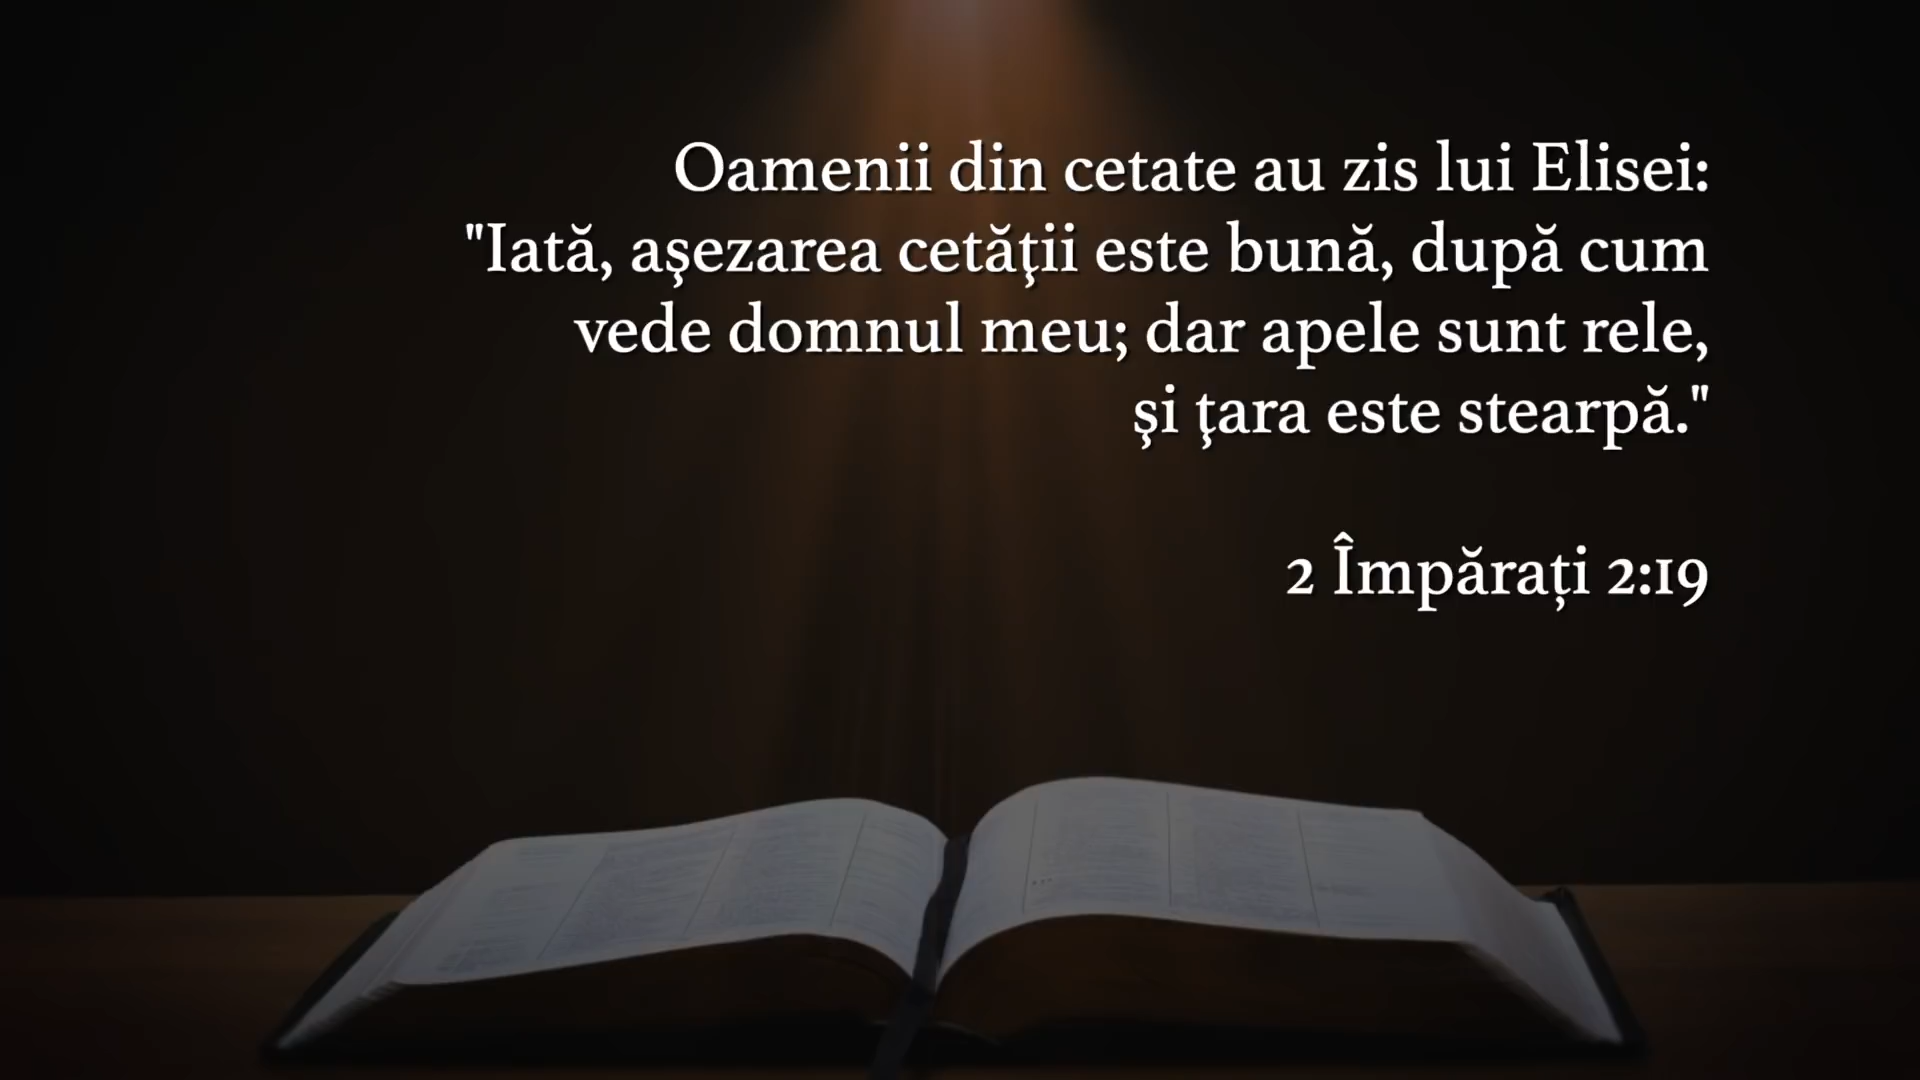 Oamenii din cetate au zis lui Elisei:
"Iată, aşezarea cetăţii este bună, după cum
vede domnul meu; dar apele sunt rele,
şi ţara este stearpă."
2 Împărați 2:19